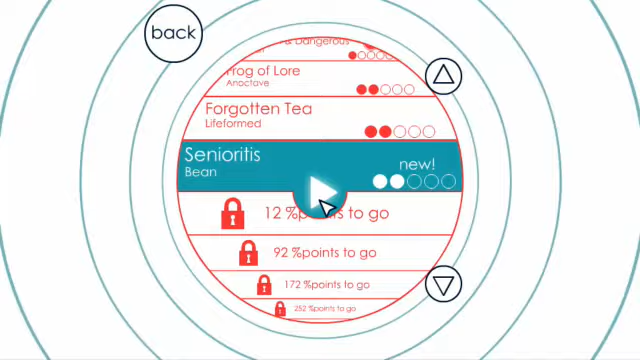 back
& Dangerous
Frog of Lore
Anoctave
Forgotten Tea
Lifeformed
Senioritis
Bean
new!
12 %points to go
92 %points to go
172 %points to go
252 %points to go